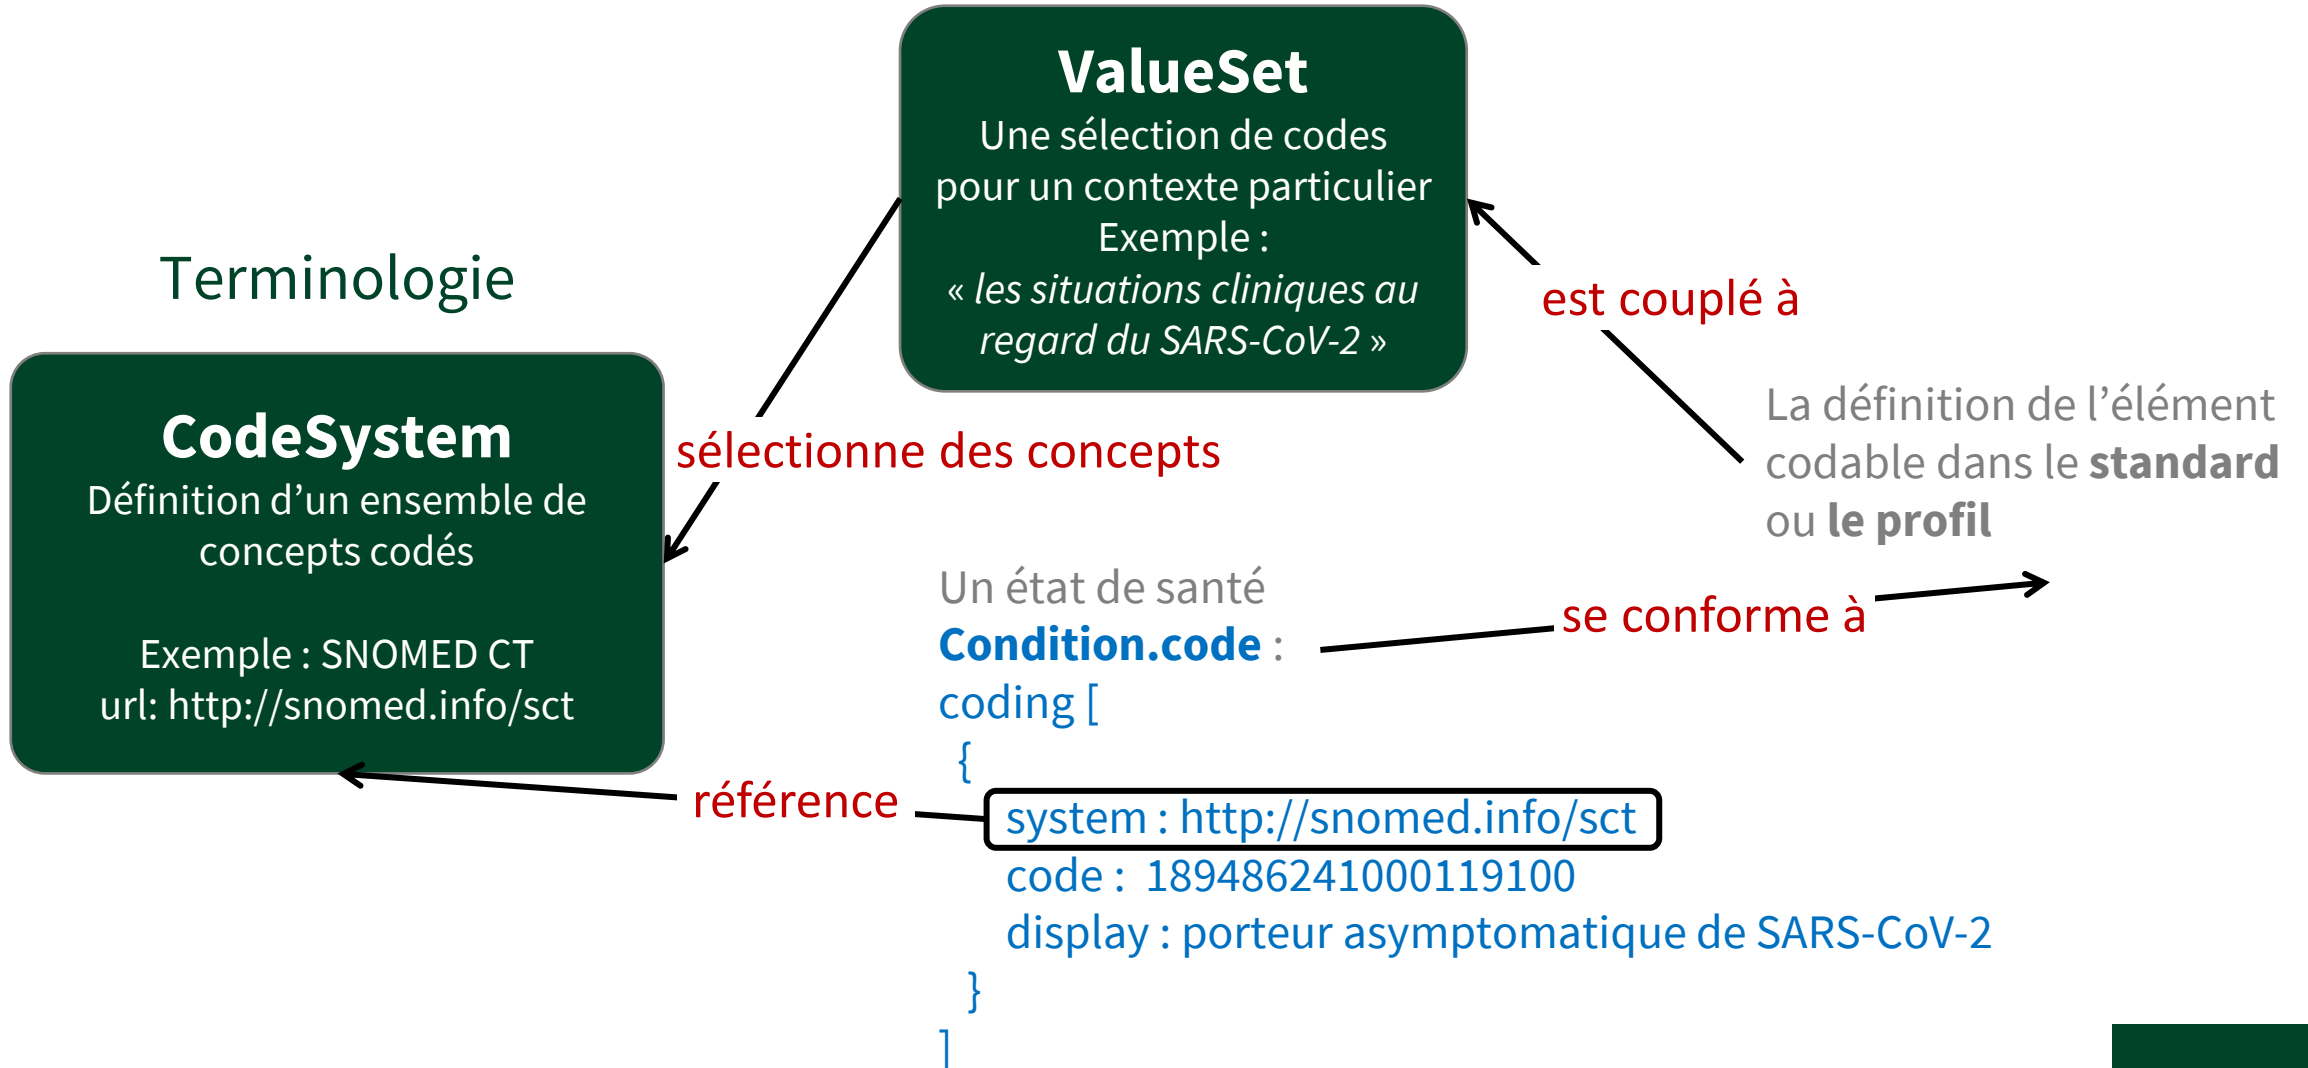 ValueSet
Une sélection de codes
pour un contexte particulier
Exemple :
« les situations cliniques au
regard du SARS-CoV-2 »
Terminologie
CodeSystem
Définition d’un ensemble de
concepts codés
Exemple : SNOMED CT
url: http://snomed.info/sct
sélectionne des concepts
est couplé à
La définition de l’élément
codable dans le standard
ou le profil
Un état de santé
Condition.code :
se conforme à
coding [
{
référence
system : http://snomed.info/sct
code : 189486241000119100
display : porteur asymptomatique de SARS-CoV-2
}
]